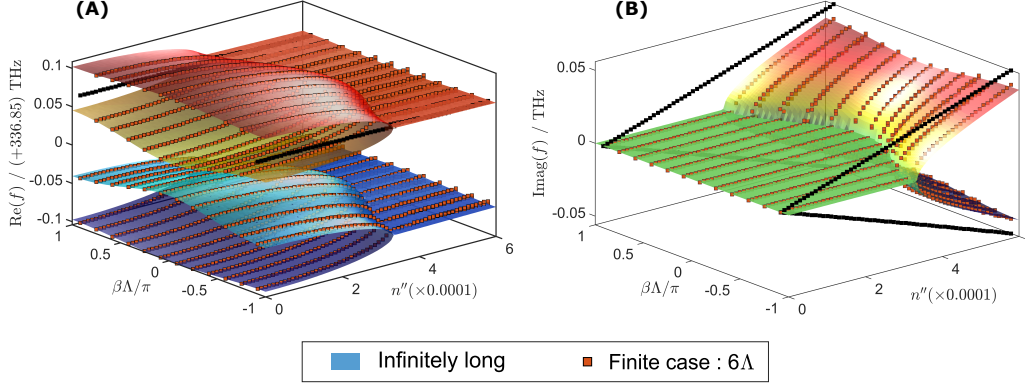 (A)
(B)
Re(f) / (+336.85) THz
0.1
0.05
0
-0.05
-0.1
1
0.5
0
-0.5
-1
βΛ/π
0
2
4
6
n''(×0.0001)
Imag(f) / THz
0.05
0
-0.05
1
0.5
0
-0.5
-1
βΛ/π
0
2
4
n''(×0.0001)
Infinitely long
Finite case : 6Λ